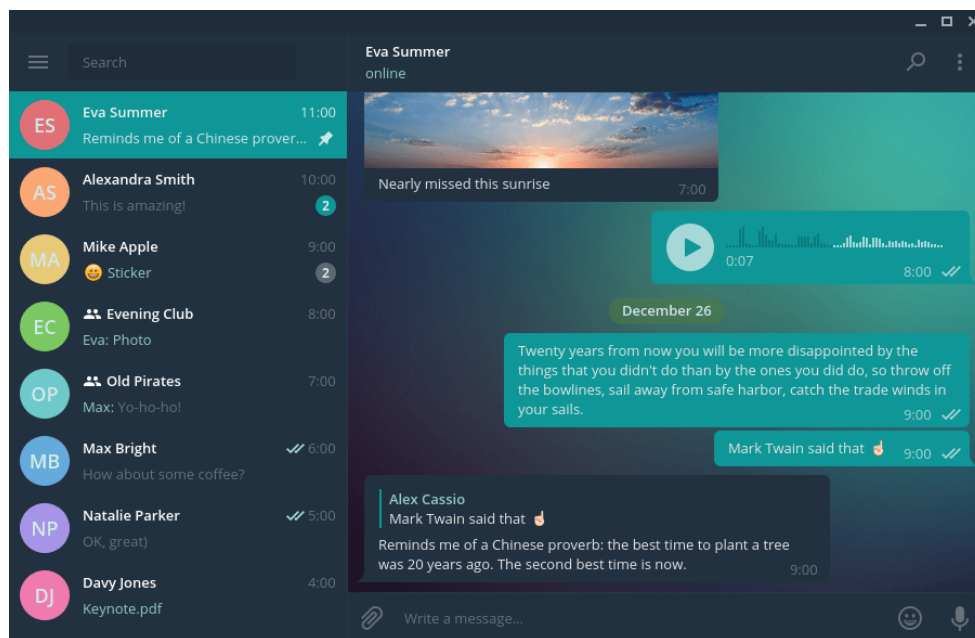 Search
ES
Eva Summer 11:00
Reminds me of a Chinese prover...
AS
Alexandra Smith 10:00
This is amazing! 2
MA
Mike Apple 9:00
😀 Sticker 2
EC
Evening Club 8:00
Eva: Photo
OP
Old Pirates 7:00
Max: Yo-ho-ho!
MB
Max Bright 6:00
How about some coffee?
NP
Natalie Parker 5:00
OK, great)
DJ
Davy Jones 4:00
Keynote.pdf
Eva Summer
online
Nearly missed this sunrise 7:00
0:07 8:00
December 26
Twenty years from now you will be more disappointed by the
things that you didn't do than by the ones you did do, so throw off
the bowlines, sail away from safe harbor, catch the trade winds in
your sails. 9:00
Mark Twain said that ☝🏻 9:00
Alex Cassio
Mark Twain said that ☝🏻
Reminds me of a Chinese proverb: the best time to plant a tree
was 20 years ago. The second best time is now. 9:00
Write a message...